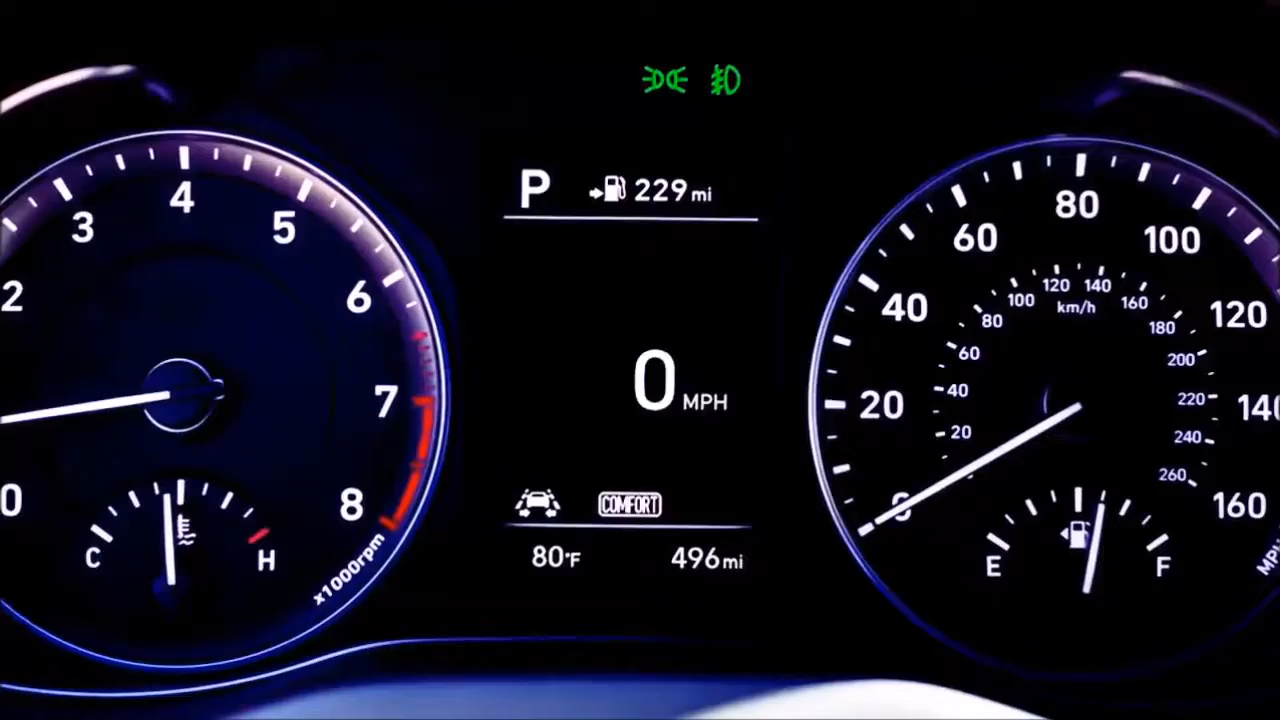 P 229 mi
0 MPH
COMFORT
80°F 496 mi
0 2 3 4 5 6 7 8
x1000rpm
C H
0 20 40 60 80 100 120 140 160
MPH
20 40 60 80 100 120 140 160 180 200 220 240 260
km/h
E F